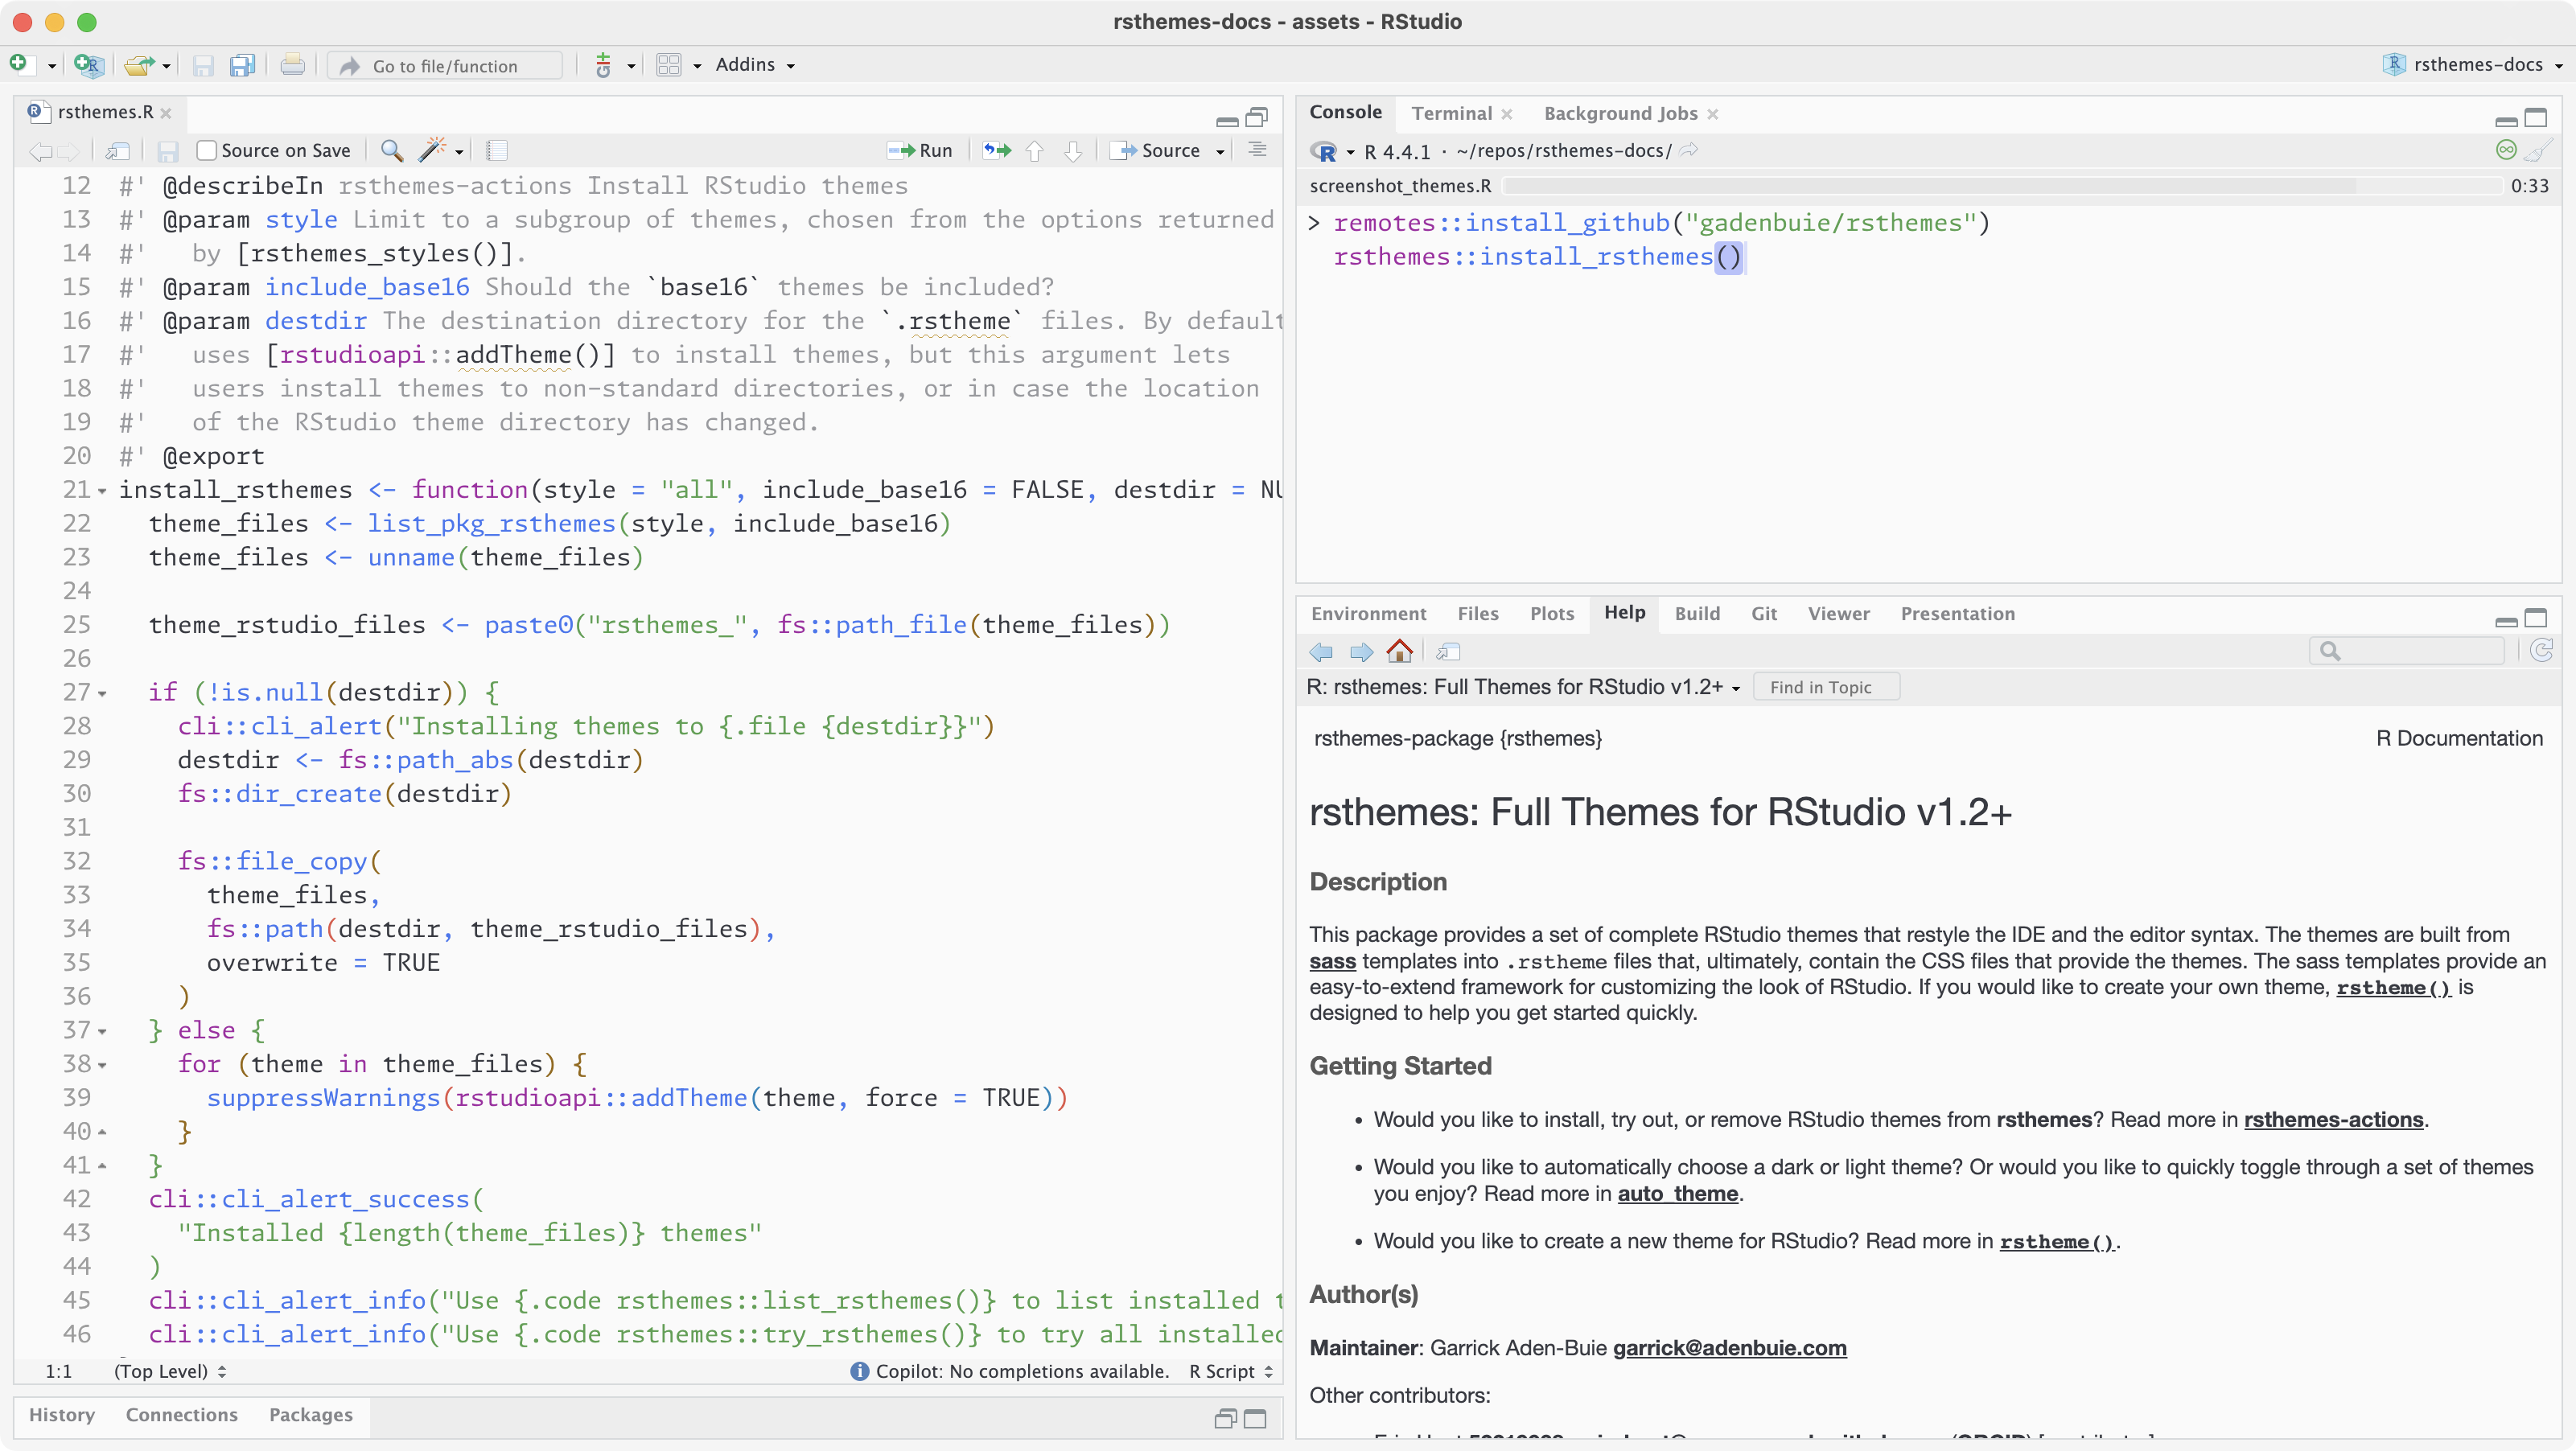 rsthemes-docs - assets - RStudio
Go to file/function
Addins
rsthemes-docs
rsthemes.R
Source on Save
Run
Source
12 #' @describeIn rsthemes-actions Install RStudio themes
13 #' @param style Limit to a subgroup of themes, chosen from the options returned
14 #'   by [rsthemes_styles()].
15 #' @param include_base16 Should the `base16` themes be included?
16 #' @param destdir The destination directory for the `.rstheme` files. By default
17 #'   uses [rstudioapi::addTheme()] to install themes, but this argument lets
18 #'   users install themes to non-standard directories, or in case the location
19 #'   of the RStudio theme directory has changed.
20 #' @export
21 install_rsthemes <- function(style = "all", include_base16 = FALSE, destdir = NU
22   theme_files <- list_pkg_rsthemes(style, include_base16)
23   theme_files <- unname(theme_files)
24
25   theme_rstudio_files <- paste0("rsthemes_", fs::path_file(theme_files))
26
27   if (!is.null(destdir)) {
28     cli::cli_alert("Installing themes to {.file {destdir}}")
29     destdir <- fs::path_abs(destdir)
30     fs::dir_create(destdir)
31
32     fs::file_copy(
33       theme_files,
34       fs::path(destdir, theme_rstudio_files),
35       overwrite = TRUE
36     )
37   } else {
38     for (theme in theme_files) {
39       suppressWarnings(rstudioapi::addTheme(theme, force = TRUE))
40     }
41   }
42   cli::cli_alert_success(
43     "Installed {length(theme_files)} themes"
44   )
45   cli::cli_alert_info("Use {.code rsthemes::list_rsthemes()} to list installed t
46   cli::cli_alert_info("Use {.code rsthemes::try_rsthemes()} to try all installed
1:1 (Top Level) Copilot: No completions available. R Script
History Connections Packages
Console Terminal Background Jobs
R 4.4.1 · ~/repos/rsthemes-docs/
screenshot_themes.R 0:33
> remotes::install_github("gadenbuie/rsthemes")
rsthemes::install_rsthemes()
Environment Files Plots Help Build Git Viewer Presentation
R: rsthemes: Full Themes for RStudio v1.2+ Find in Topic
rsthemes-package {rsthemes} R Documentation
rsthemes: Full Themes for RStudio v1.2+
Description
This package provides a set of complete RStudio themes that restyle the IDE and the editor syntax. The themes are built from
sass templates into .rstheme files that, ultimately, contain the CSS files that provide the themes. The sass templates provide an
easy-to-extend framework for customizing the look of RStudio. If you would like to create your own theme, rstheme() is
designed to help you get started quickly.
Getting Started
• Would you like to install, try out, or remove RStudio themes from rsthemes? Read more in rsthemes-actions.
• Would you like to automatically choose a dark or light theme? Or would you like to quickly toggle through a set of themes
you enjoy? Read more in auto_theme.
• Would you like to create a new theme for RStudio? Read more in rstheme().
Author(s)
Maintainer: Garrick Aden-Buie garrick@adenbuie.com
Other contributors: